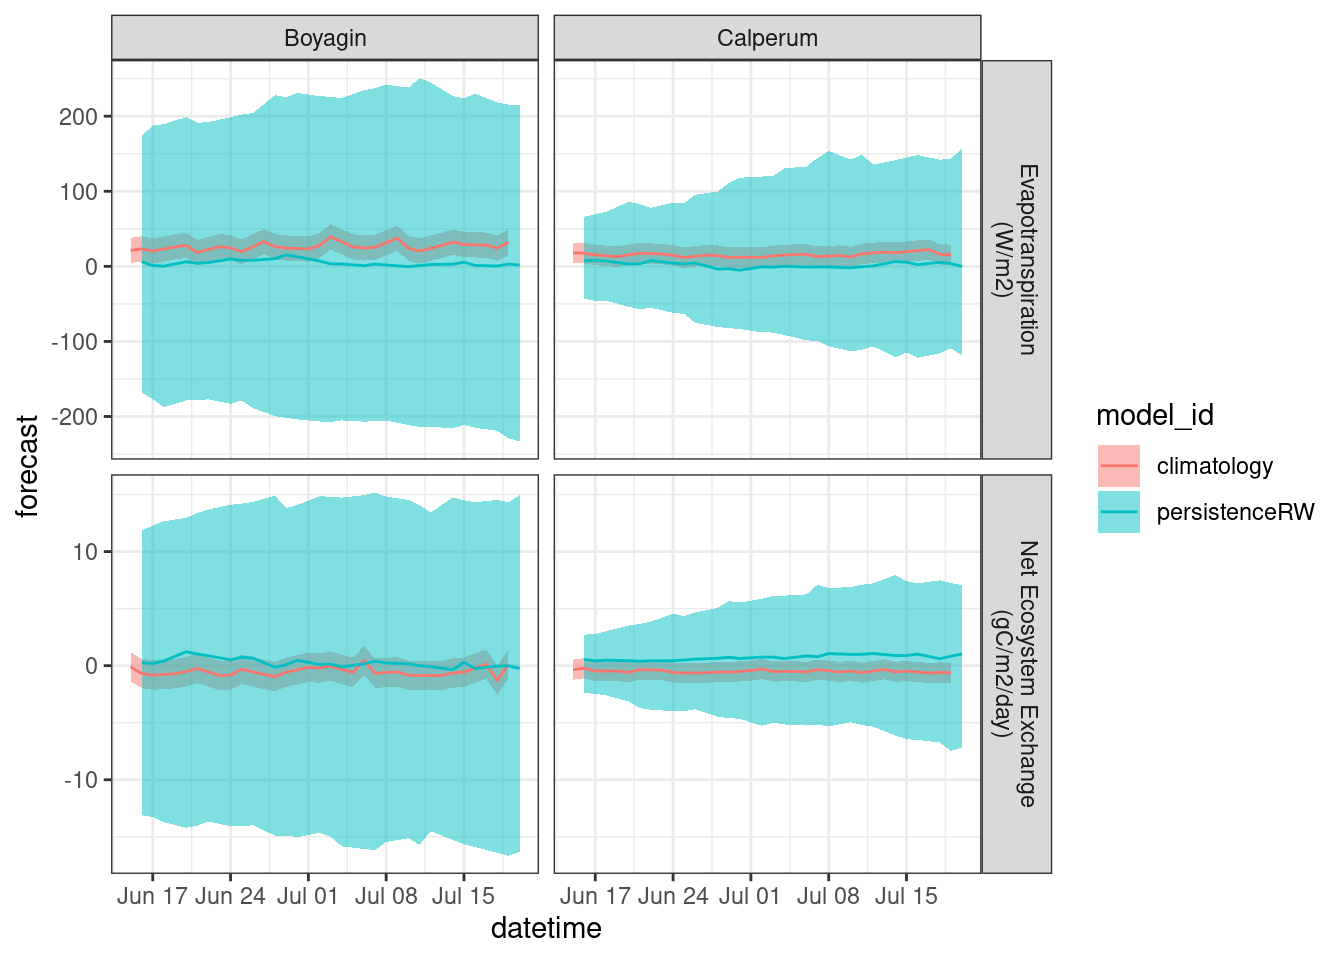 Boyagin
Calperum
200
100
0
-100
-200
Evapotranspiration
(W/m2)
10
0
-10
Net Ecosystem Exchange
(gC/m2/day)
forecast
Jun 17 Jun 24 Jul 01 Jul 08 Jul 15
Jun 17 Jun 24 Jul 01 Jul 08 Jul 15
datetime
model_id
climatology
persistenceRW